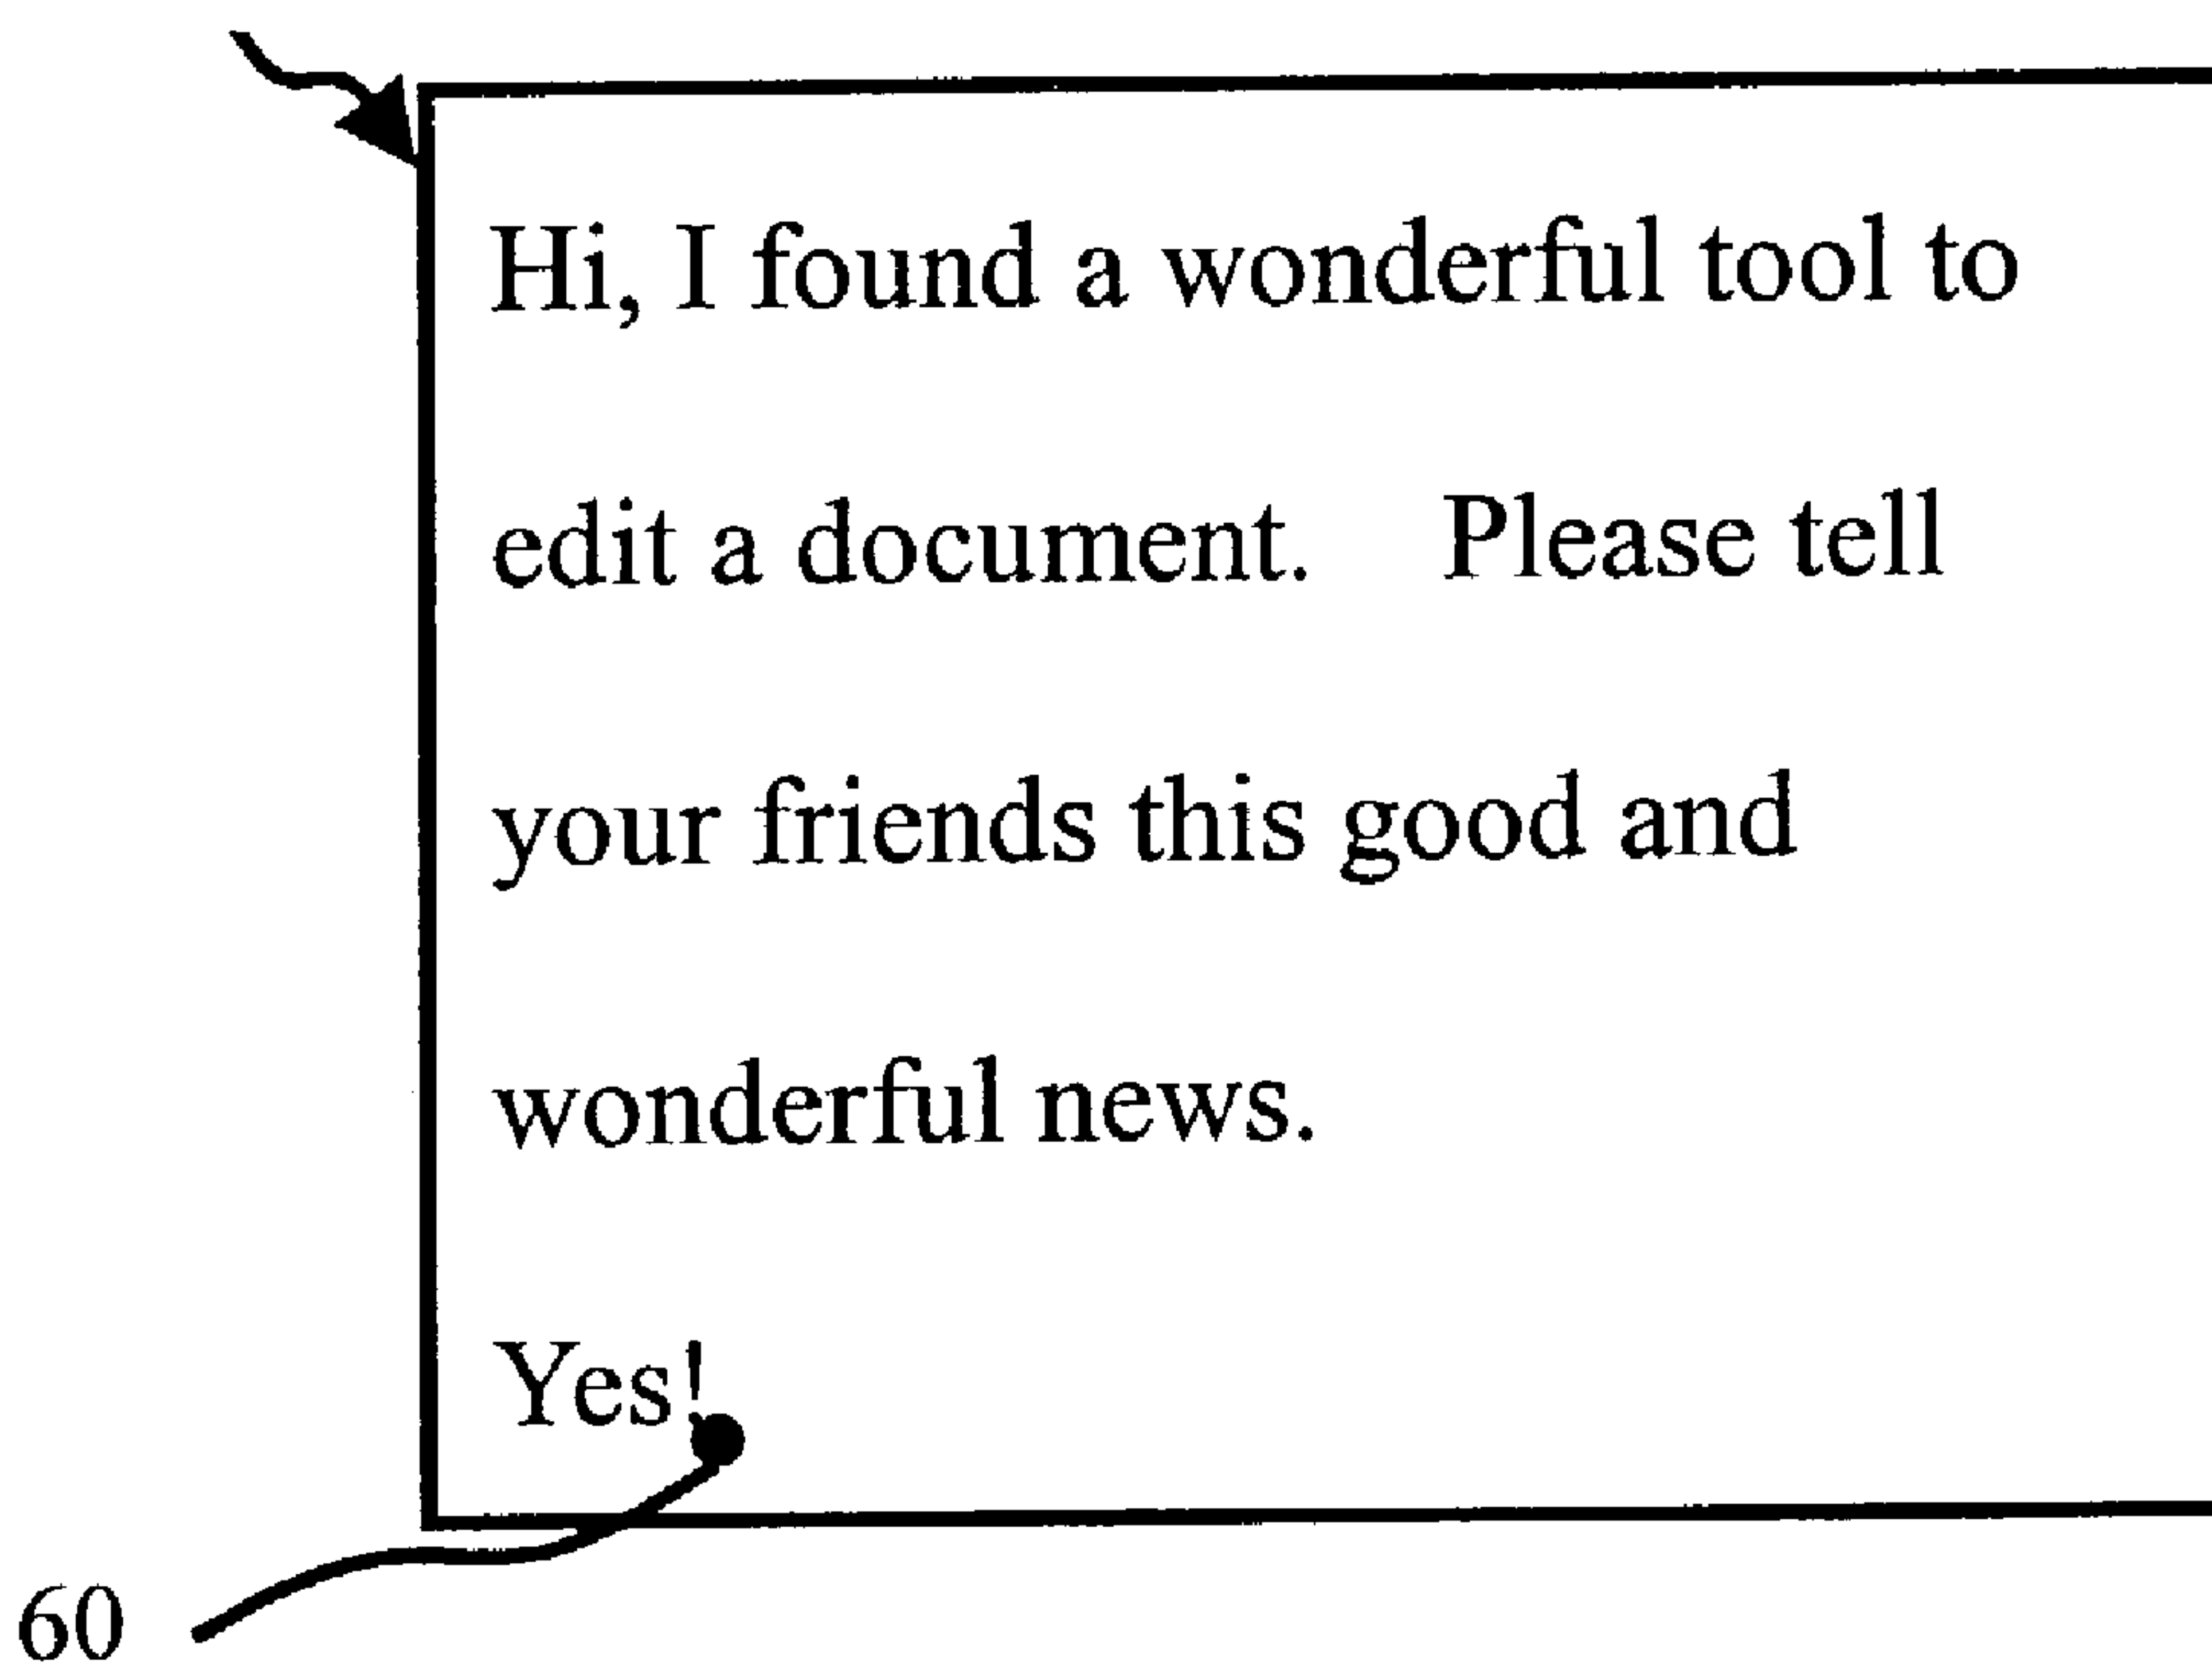 Hi, I found a wonderful tool to
edit a document.    Please tell
your friends this good and
wonderful news.
Yes!
60